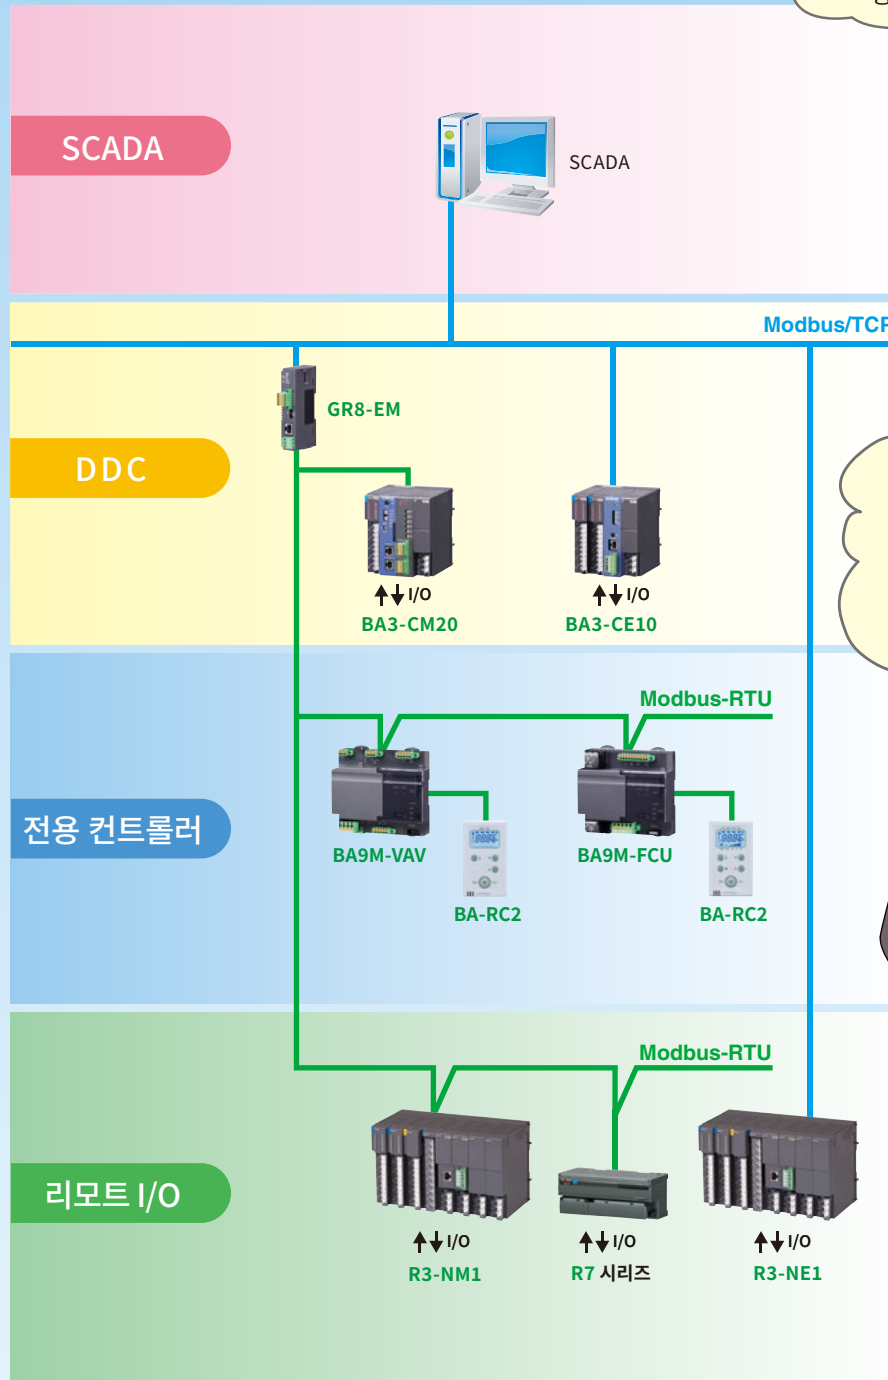 SCADA
SCADA
Modbus/TCP
GR8-EM
DDC
I/O
I/O
BA3-CM20
BA3-CE10
Modbus-RTU
전용 컨트롤러
BA9M-VAV
BA9M-FCU
BA-RC2
BA-RC2
Modbus-RTU
리모트 I/O
I/O
I/O
I/O
R3-NM1
R7 시리즈
R3-NE1